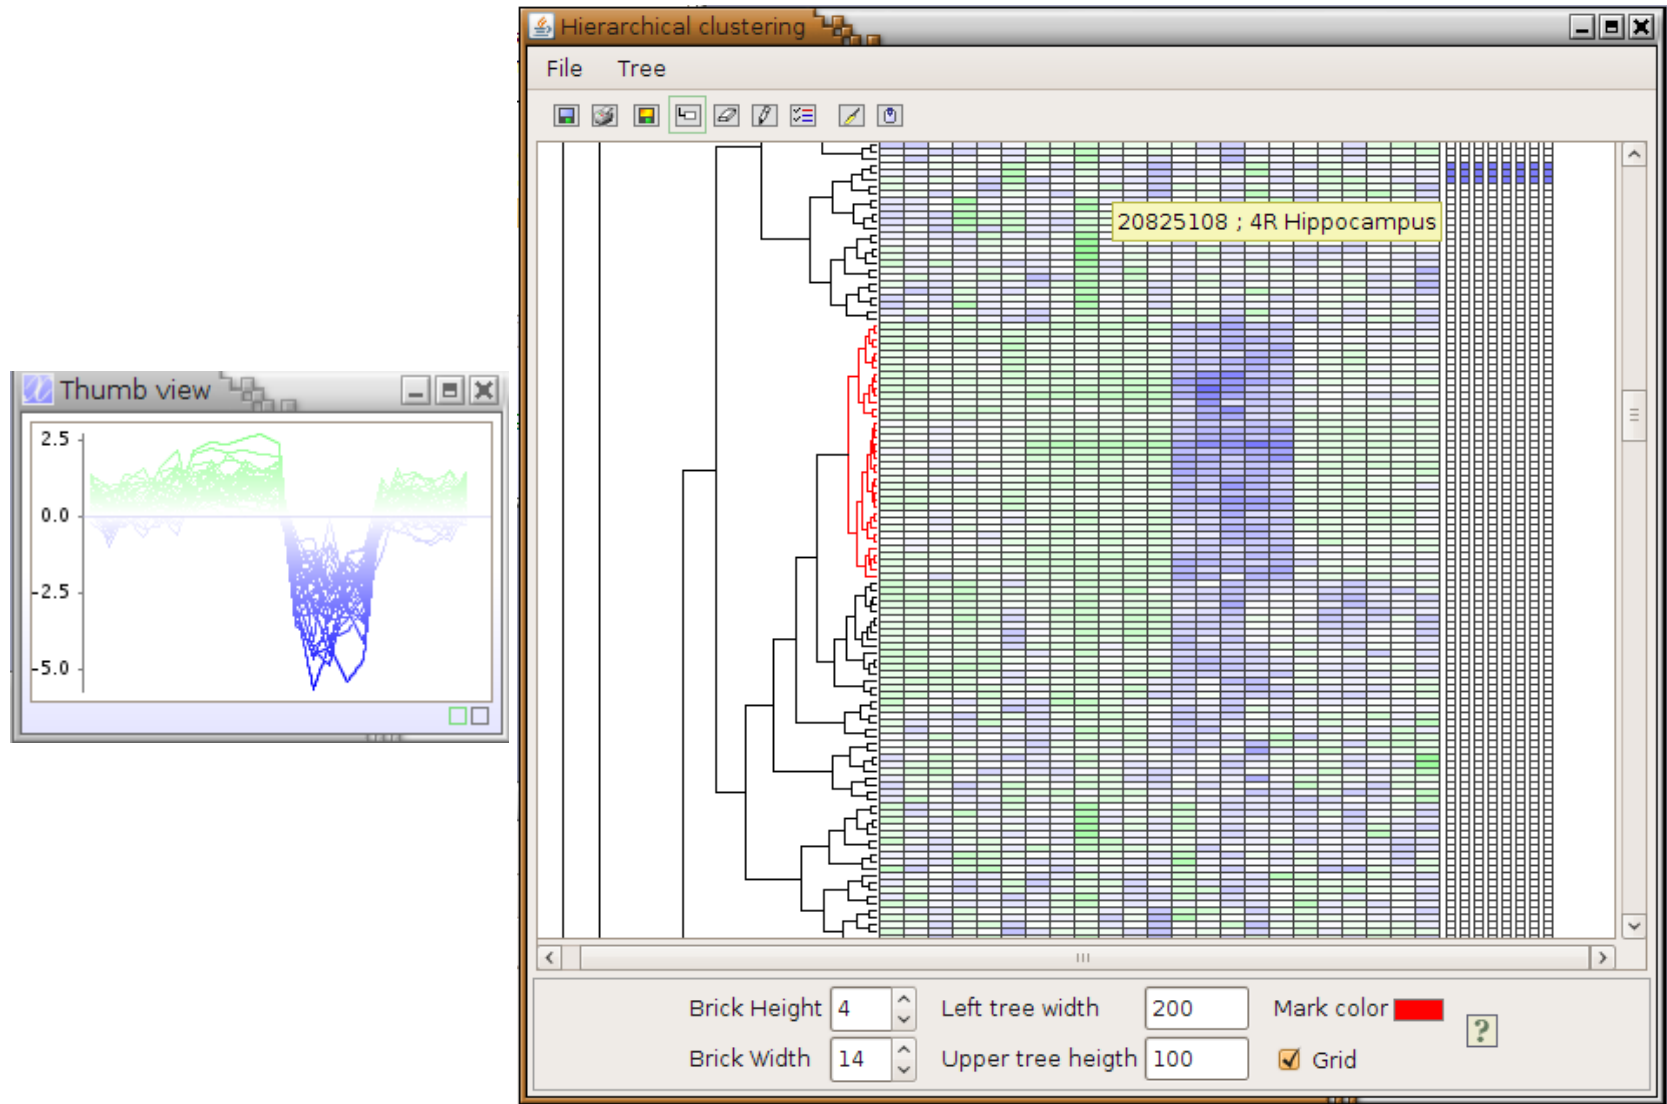 Hierarchical clustering
File Tree
20825108 ; 4R Hippocampus
Thumb view
2.5
0.0
-2.5
-5.0
Brick Height 4 Left tree width 200 Mark color
?
Brick Width 14 Upper tree heigth 100 Grid